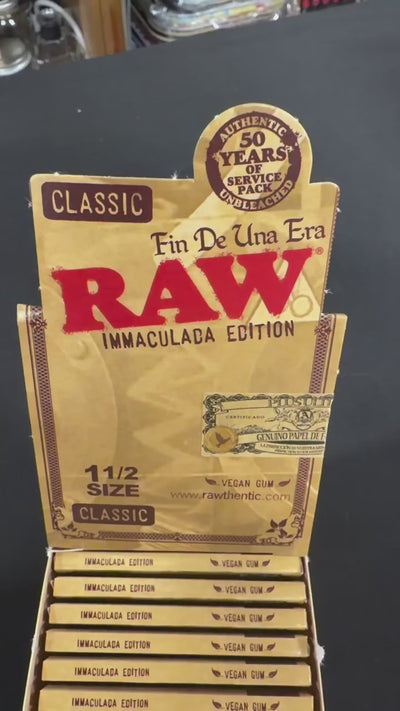 AUTHENTIC
50
YEARS
OF
SERVICE
PACK
UNBLEACHED
CLASSIC
Fin De Una Era
RAW®
IMMACULADA EDITION
CERTIFICADO
GENUINO PAPEL DE
1 1/2
SIZE
VEGAN GUM
www.rawthentic.com
CLASSIC
IMMACULADA EDITION VEGAN GUM
IMMACULADA EDITION VEGAN GUM
IMMACULADA EDITION VEGAN GUM
IMMACULADA EDITION VEGAN GUM
IMMACULADA EDITION VEGAN GUM
IMMACULADA EDITION VEGAN GUM